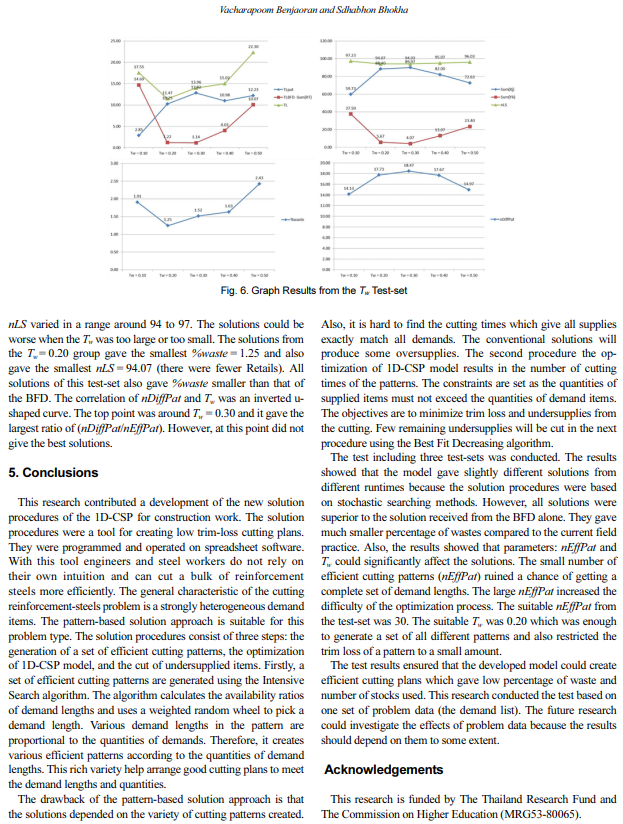 Vacharapoom Benjaoran and Sdhabhon Bhokha
Fig. 6. Graph Results from the Tw Test-set
nLS varied in a range around 94 to 97. The solutions could be
worse when the Tw was too large or too small. The solutions from
the Tw = 0.20 group gave the smallest %waste = 1.25 and also
gave the smallest nLS = 94.07 (there were fewer Retails). All
solutions of this test-set also gave %waste smaller than that of
the BFD. The correlation of nDiffPat and Tw was an inverted u-
shaped curve. The top point was around Tw = 0.30 and it gave the
largest ratio of (nDiffPat/nEffPat). However, at this point did not
give the best solutions.
5. Conclusions
This research contributed a development of the new solution
procedures of the 1D-CSP for construction work. The solution
procedures were a tool for creating low trim-loss cutting plans.
They were programmed and operated on spreadsheet software.
With this tool engineers and steel workers do not rely on
their own intuition and can cut a bulk of reinforcement
steels more efficiently. The general characteristic of the cutting
reinforcement-steels problem is a strongly heterogeneous demand
items. The pattern-based solution approach is suitable for this
problem type. The solution procedures consist of three steps: the
generation of a set of efficient cutting patterns, the optimization
of 1D-CSP model, and the cut of undersupplied items. Firstly, a
set of efficient cutting patterns are generated using the Intensive
Search algorithm. The algorithm calculates the availability ratios
of demand lengths and uses a weighted random wheel to pick a
demand length. Various demand lengths in the pattern are
proportional to the quantities of demands. Therefore, it creates
various efficient patterns according to the quantities of demand
lengths. This rich variety help arrange good cutting plans to meet
the demand lengths and quantities.
The drawback of the pattern-based solution approach is that
the solutions depended on the variety of cutting patterns created.
Also, it is hard to find the cutting times which give all supplies
exactly match all demands. The conventional solutions will
produce some oversupplies. The second procedure the op-
timization of 1D-CSP model results in the number of cutting
times of the patterns. The constraints are set as the quantities of
supplied items must not exceed the quantities of demand items.
The objectives are to minimize trim loss and undersupplies from
the cutting. Few remaining undersupplies will be cut in the next
procedure using the Best Fit Decreasing algorithm.
The test including three test-sets was conducted. The results
showed that the model gave slightly different solutions from
different runtimes because the solution procedures were based
on stochastic searching methods. However, all solutions were
superior to the solution received from the BFD alone. They gave
much smaller percentage of wastes compared to the current field
practice. Also, the results showed that parameters: nEffPat and
Tw could significantly affect the solutions. The small number of
efficient cutting patterns (nEffPat) ruined a chance of getting a
complete set of demand lengths. The large nEffPat increased the
difficulty of the optimization process. The suitable nEffPat from
the test-set was 30. The suitable Tw was 0.20 which was enough
to generate a set of all different patterns and also restricted the
trim loss of a pattern to a small amount.
The test results ensured that the developed model could create
efficient cutting plans which gave low percentage of waste and
number of stocks used. This research conducted the test based on
one set of problem data (the demand list). The future research
could investigate the effects of problem data because the results
should depend on them to some extent.
Acknowledgements
This research is funded by The Thailand Research Fund and
The Commission on Higher Education (MRG53-80065).